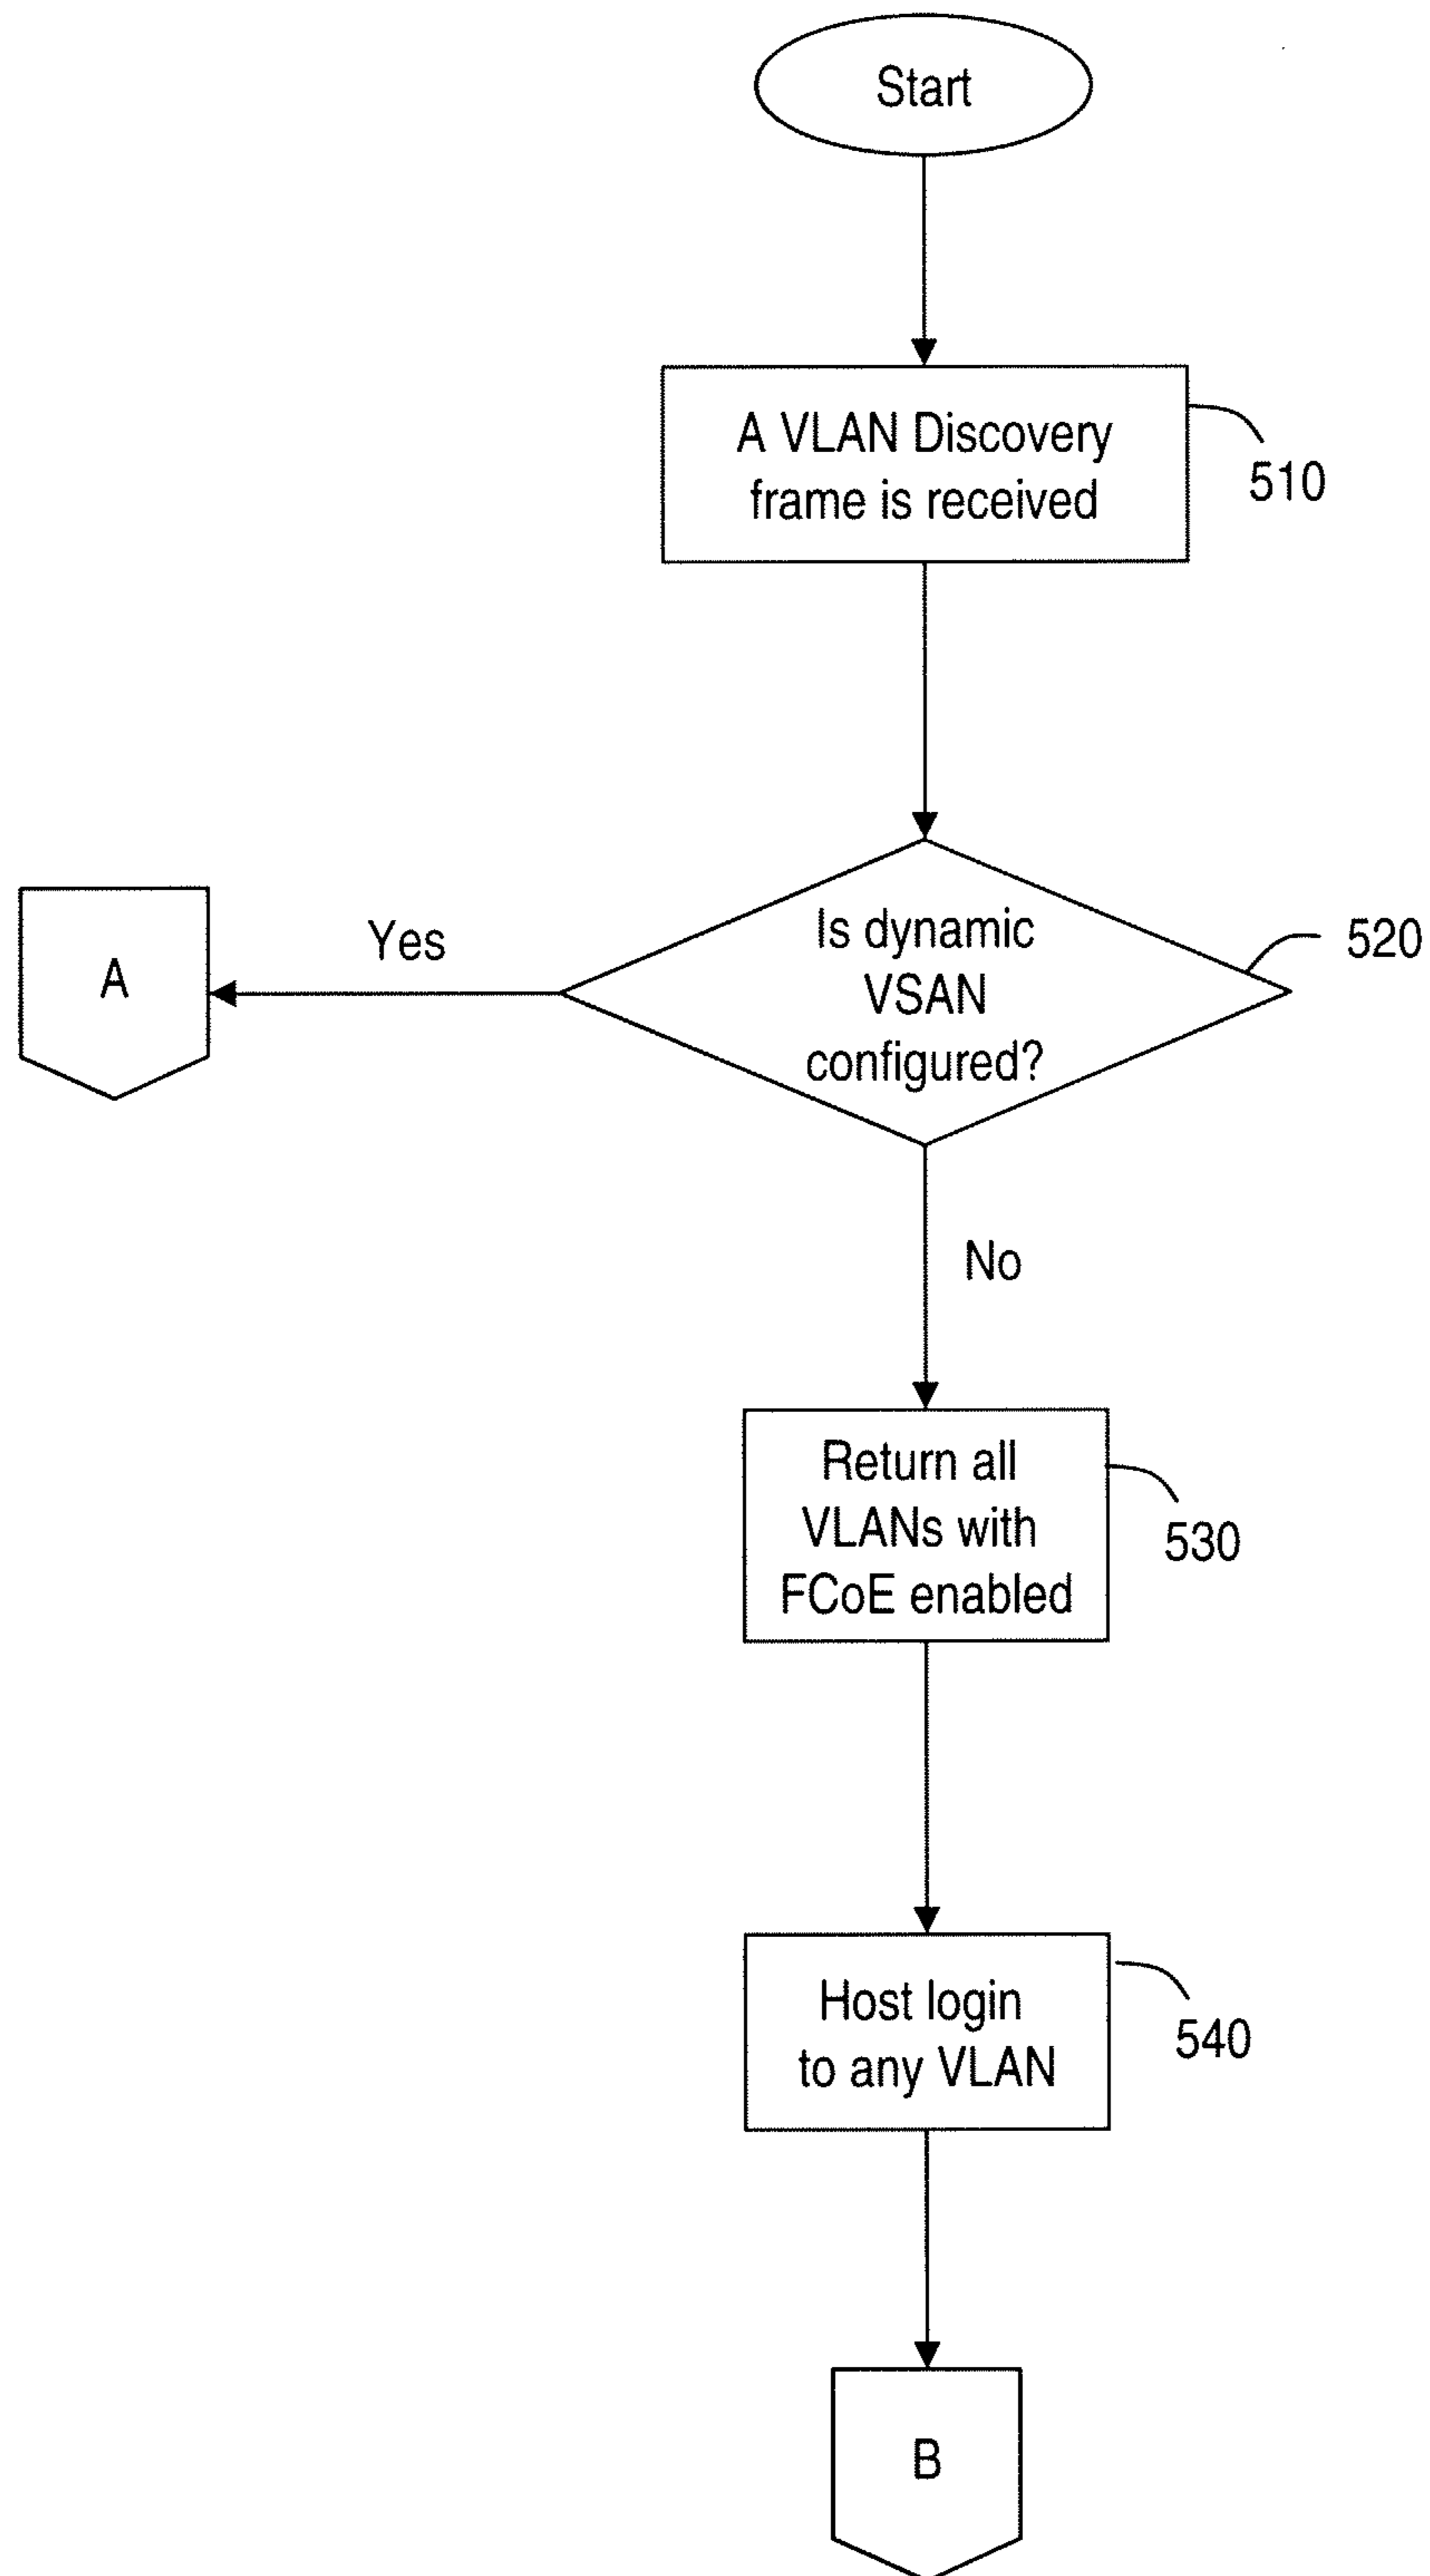 Start
A VLAN Discovery
frame is received
510
Is dynamic
VSAN
configured?
520
Yes
A
No
Return all
VLANs with
FCoE enabled
530
Host login
to any VLAN
540
B